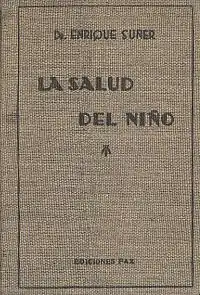 Dr. ENRIQUE SUÑER
LA SALUD
DEL NIÑO
EDICIONES PAX